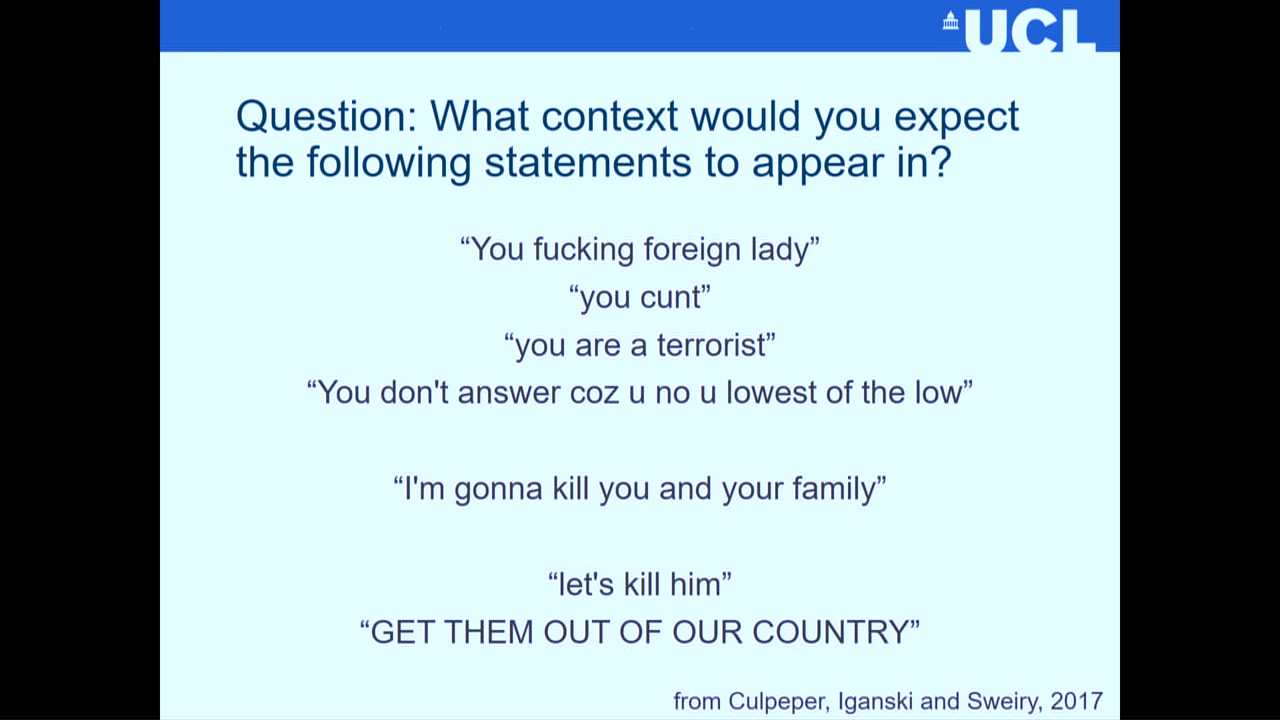 UCL
Question: What context would you expect
the following statements to appear in?
“You fucking foreign lady”
“you cunt”
“you are a terrorist”
“You don't answer coz u no u lowest of the low”
“I'm gonna kill you and your family”
“let's kill him”
“GET THEM OUT OF OUR COUNTRY”
from Culpeper, Iganski and Sweiry, 2017